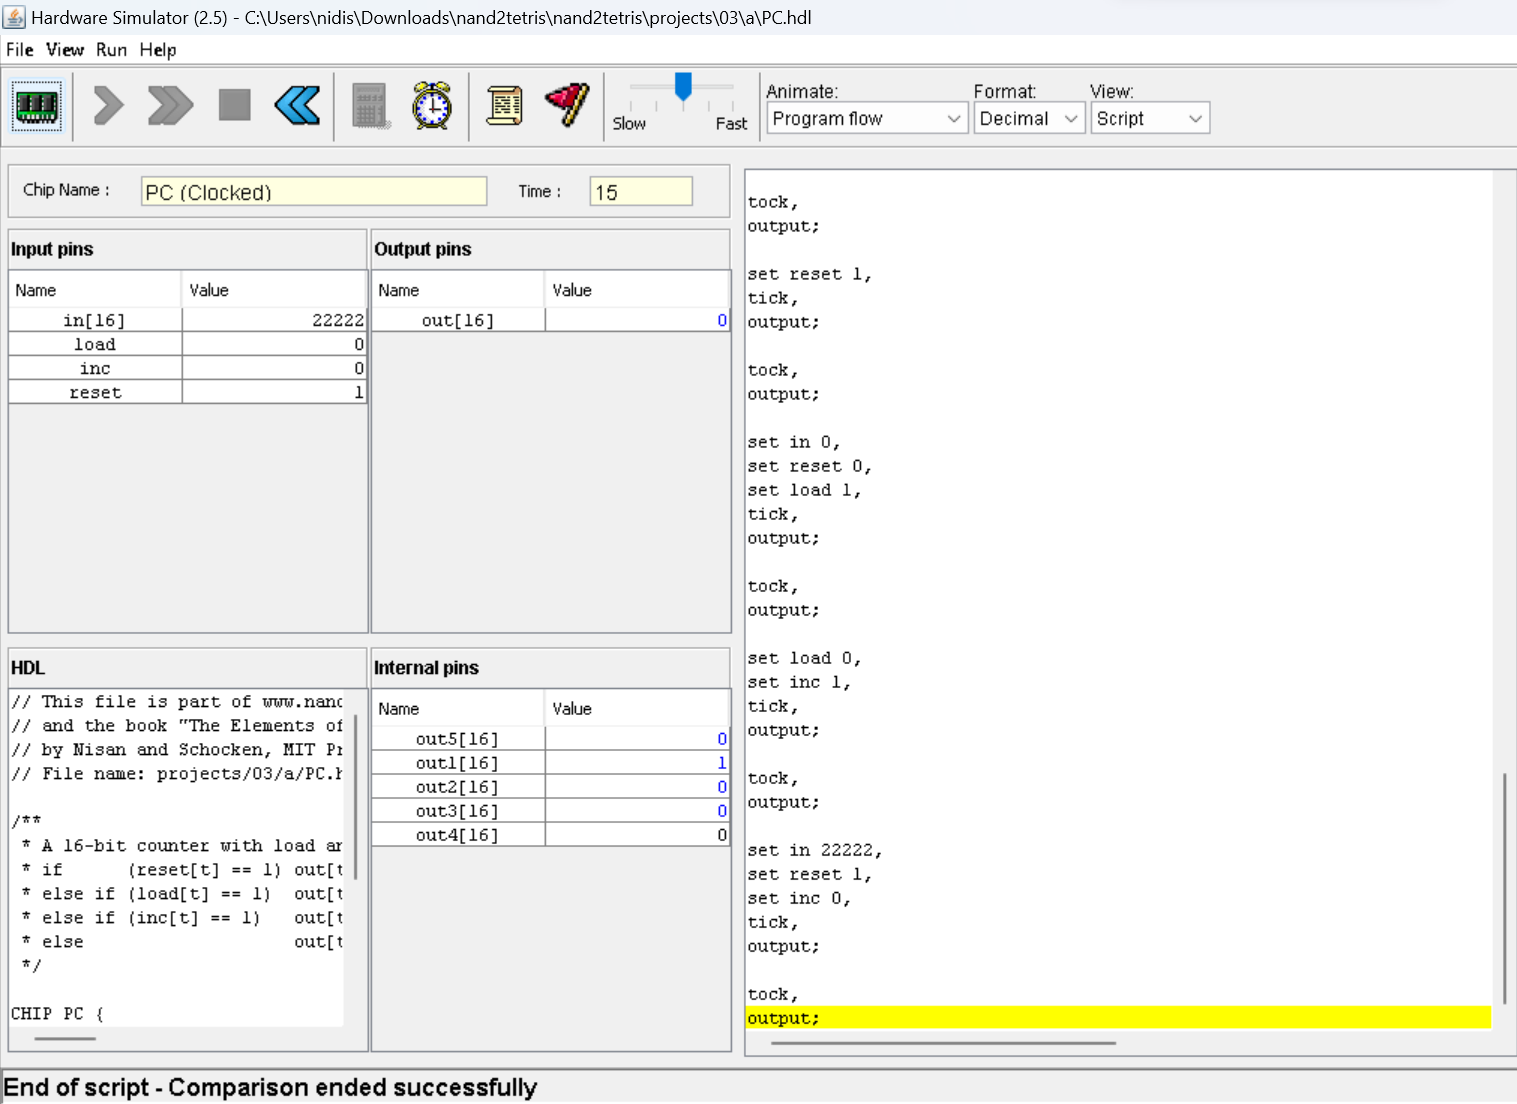 Hardware Simulator (2.5) - C:\Users\nidis\Downloads\nand2tetris\nand2tetris\projects\03\a\PC.hdl
File View Run Help
Slow Fast
Animate: Format: View:
Program flow Decimal Script
Chip Name : PC (Clocked) Time : 15
Input pins
Name Value
in[16] 22222
load 0
inc 0
reset 1
Output pins
Name Value
out[16] 0
HDL
// This file is part of www.nanc
// and the book "The Elements of
// by Nisan and Schocken, MIT Pr
// File name: projects/03/a/PC.h
/**
* A 16-bit counter with load an
* if (reset[t] == 1) out[t
* else if (load[t] == 1) out[t
* else if (inc[t] == 1) out[t
* else out[t
*/
CHIP PC {
Internal pins
Name Value
out5[16] 0
out1[16] 1
out2[16] 0
out3[16] 0
out4[16] 0
tock,
output;
set reset 1,
tick,
output;
tock,
output;
set in 0,
set reset 0,
set load 1,
tick,
output;
tock,
output;
set load 0,
set inc 1,
tick,
output;
tock,
output;
set in 22222,
set reset 1,
set inc 0,
tick,
output;
tock,
output;
End of script - Comparison ended successfully